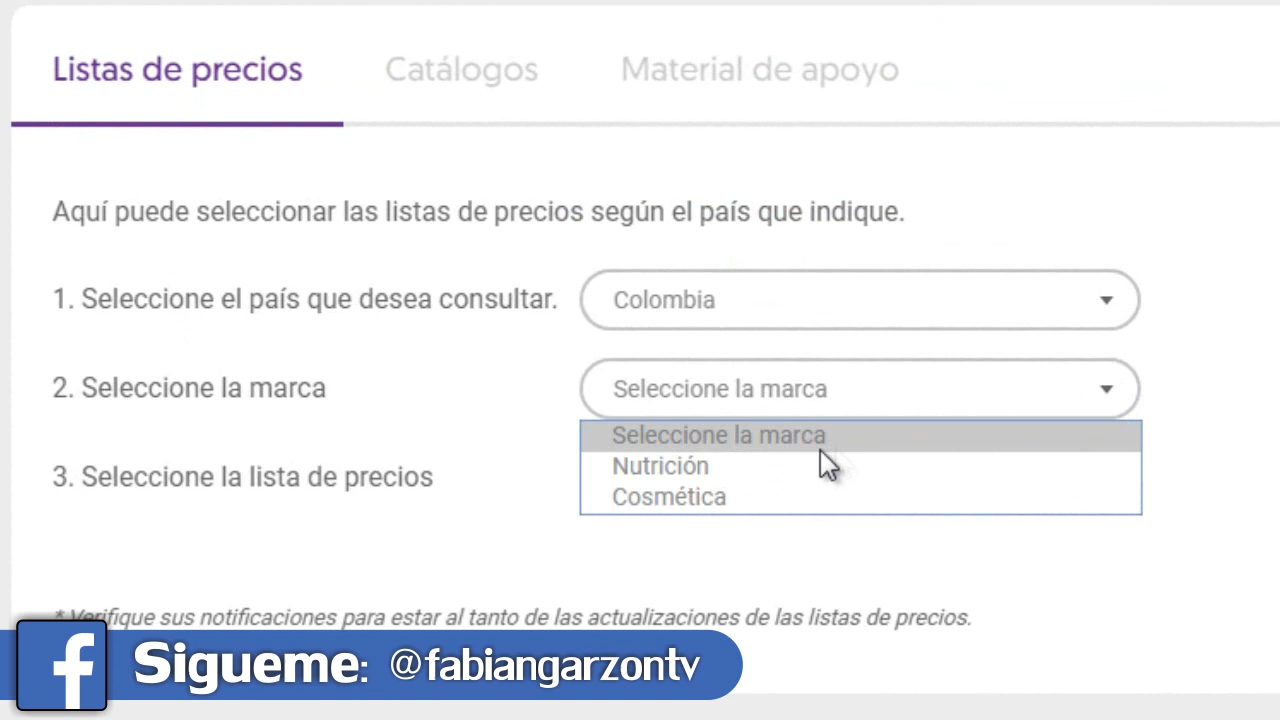 Listas de precios Catálogos Material de apoyo
Aquí puede seleccionar las listas de precios según el país que indique.
1. Seleccione el país que desea consultar. Colombia
2. Seleccione la marca Seleccione la marca
Seleccione la marca
Nutrición
3. Seleccione la lista de precios
Cosmética
* Verifique sus notificaciones para estar al tanto de las actualizaciones de las listas de precios.
f Sigueme: @fabiangarzontv